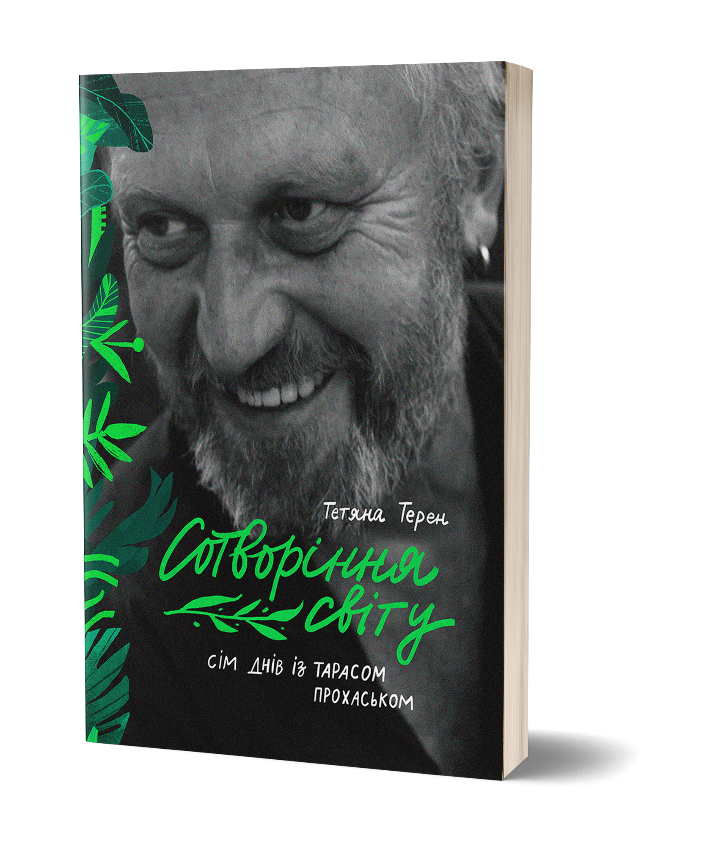 Тетяна Терен
Сотворіння
світу
сім днів із ТАРАСОМ
ПРОХАСЬКОМ